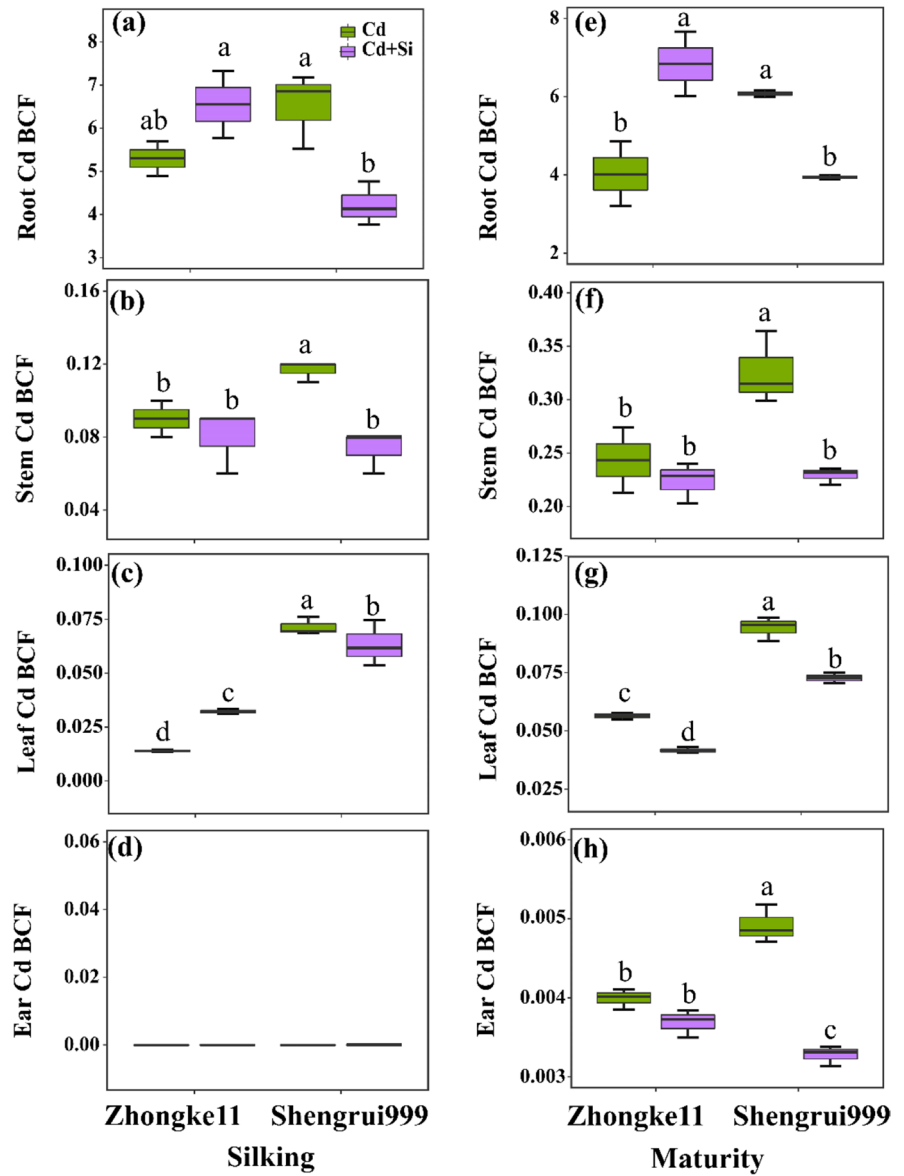 (a)
Cd
Cd+Si
Root Cd BCF
8
7
6
5
4
3
ab
a
a
b
(e)
Root Cd BCF
8
6
4
2
b
a
a
b
(b)
Stem Cd BCF
0.16
0.12
0.08
0.04
b
b
a
b
(f)
Stem Cd BCF
0.40
0.35
0.30
0.25
0.20
b
b
a
b
(c)
Leaf Cd BCF
0.100
0.075
0.050
0.025
0.000
d
c
a
b
(g)
Leaf Cd BCF
0.125
0.100
0.075
0.050
0.025
c
d
a
b
(d)
Ear Cd BCF
0.06
0.04
0.02
0.00
(h)
Ear Cd BCF
0.006
0.005
0.004
0.003
b
b
a
c
Zhongke11 Shengrui999
Silking
Zhongke11 Shengrui999
Maturity